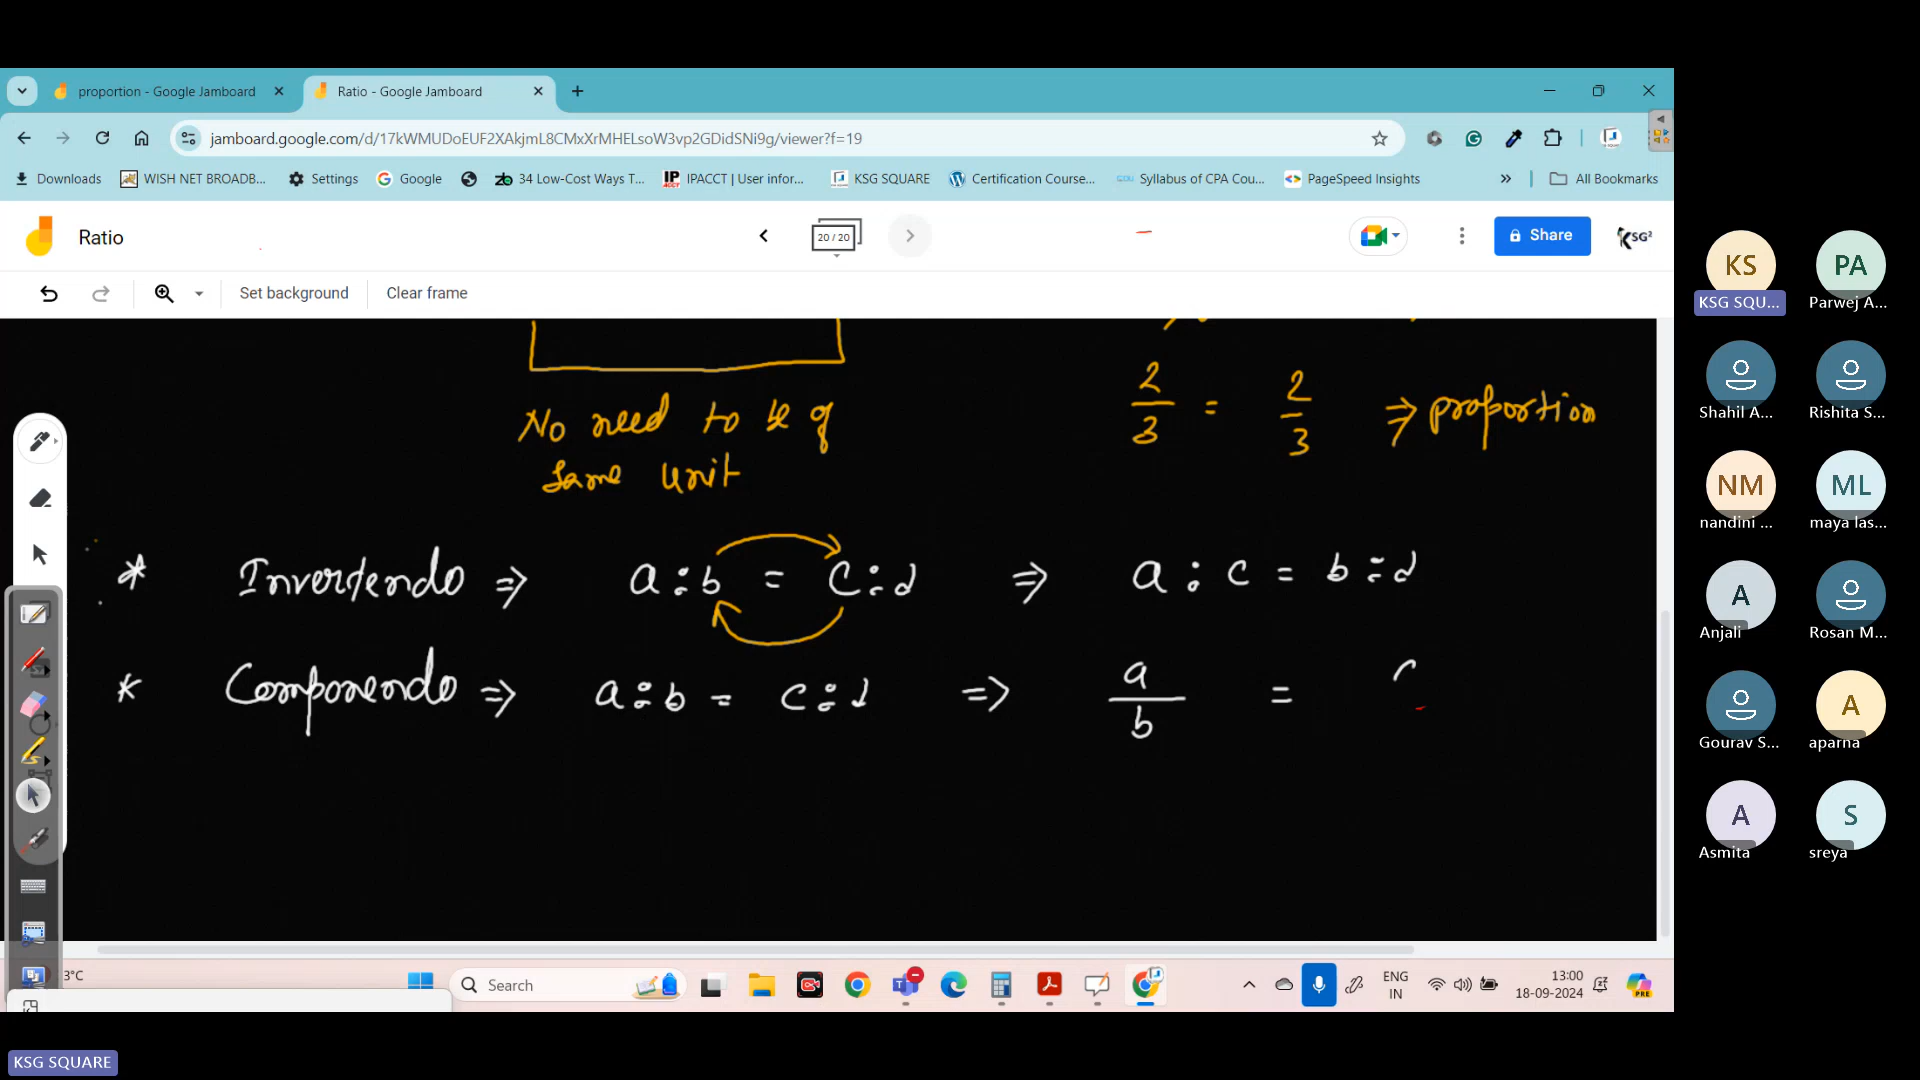 proportion - Google Jamboard
Ratio - Google Jamboard
jamboard.google.com/d/17kWMUDoEUF2XAkjmL8CMxXrMHELsoW3vp2GDidSNi9g/viewer?f=19
Downloads WISH NET BROADB... Settings Google 34 Low-Cost Ways T... IPACCT | User infor... KSG SQUARE Certification Course... Syllabus of CPA Cou... PageSpeed Insights » All Bookmarks
Ratio 20 / 20 Share KSG²
Set background Clear frame
2/3 = 2/3 ⇒ proportion
No need to be of
same unit
* Invertendo ⇒ a:b = c:d ⇒ a:c = b:d
* Componendo ⇒ a:b = c:d ⇒ a/b =
KS PA
KSG SQU... Parwej A...
Shahil A... Rishita S...
NM ML
nandini ... maya las...
A
Anjali Rosan M...
A
Gourav S... aparna
A S
Asmita sreya
3°C Search ENG IN 13:00 18-09-2024 PRE
KSG SQUARE